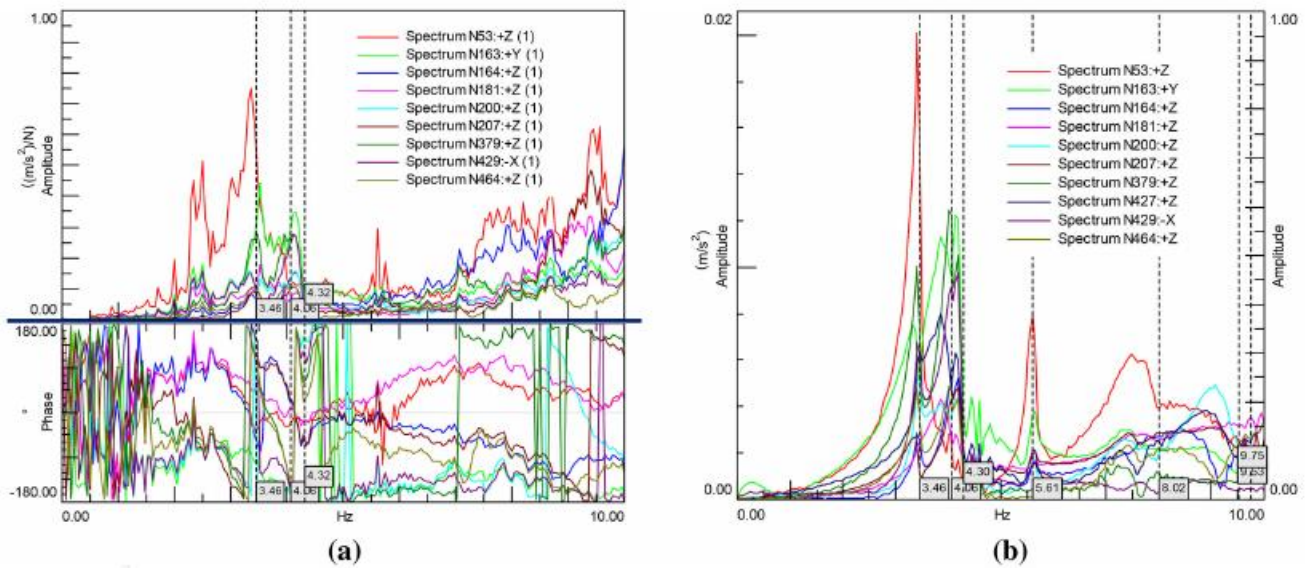 1.00
((m/s²)/N)
Amplitude
0.00
Spectrum N53:+Z (1)
Spectrum N163:+Y (1)
Spectrum N164:+Z (1)
Spectrum N181:+Z (1)
Spectrum N200:+Z (1)
Spectrum N207:+Z (1)
Spectrum N379:+Z (1)
Spectrum N429:-X (1)
Spectrum N464:+Z (1)
4.32
3.46
4.06
180.00
°
Phase
-180.00
4.32
3.46
4.06
0.00
Hz
10.00
(a)
0.02
(m/s²)
Amplitude
0.00
1.00
Amplitude
0.00
Spectrum N53:+Z
Spectrum N163:+Y
Spectrum N164:+Z
Spectrum N181:+Z
Spectrum N200:+Z
Spectrum N207:+Z
Spectrum N379:+Z
Spectrum N427:+Z
Spectrum N429:-X
Spectrum N464:+Z
4.30
9.75
3.46
4.06
5.61
8.02
0.00
Hz
10.00
(b)